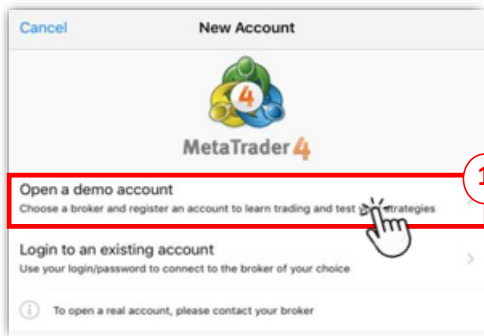 Cancel New Account
4
MetaTrader 4
1
Open a demo account
Choose a broker and register an account to learn trading and test strategies
Login to an existing account
Use your login/password to connect to the broker of your choice
i To open a real account, please contact your broker